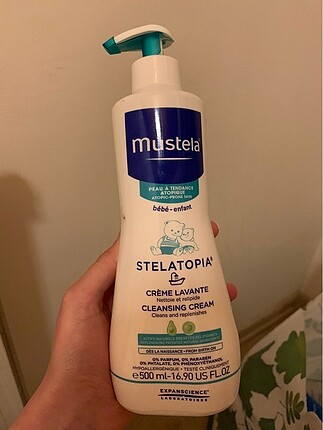 mustela
PEAU À TENDANCE
ATOPIQUE
ATOPIC-PRONE SKIN
bébé-enfant
STELATOPIA®
CRÈME LAVANTE
Nettoie et relipide
CLEANSING CREAM
Cleans and replenishes
DÈS LA NAISSANCE-FROM BIRTH ON
0% PARFUM, 0% PARABEN
0% PHTALATE, 0% PHÉNOXYÉTHANOL
HYPOALLERGÉNIQUE • TESTÉ CLINIQUEMENT
e500 ml-16.90 US FL.OZ
EXPANSCIENCE®
LABORATOIRES